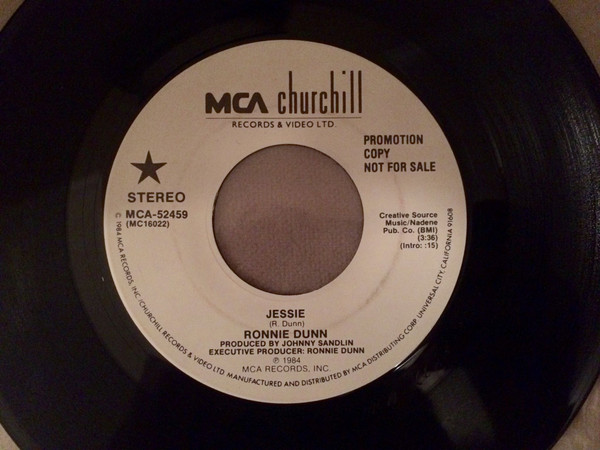 MCA churchill
RECORDS & VIDEO LTD.
PROMOTION
COPY
NOT FOR SALE
STEREO
MCA-52459
(MC16022)
Creative Source
Music/Nadene
Pub. Co. (BMI)
(3:36)
(Intro: :15)
JESSIE
(R. Dunn)
RONNIE DUNN
PRODUCED BY JOHNNY SANDLIN
EXECUTIVE PRODUCER: RONNIE DUNN
℗ 1984
MCA RECORDS, INC.
© 1984 MCA RECORDS, INC./CHURCHILL RECORDS & VIDEO LTD. MANUFACTURED AND DISTRIBUTED BY MCA DISTRIBUTING CORP. UNIVERSAL CITY, CALIFORNIA 91608